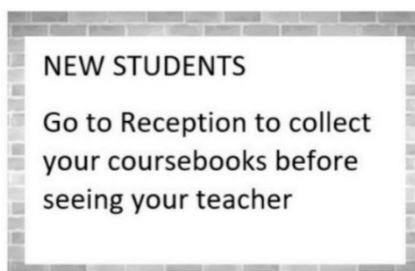 NEW STUDENTS
Go to Reception to collect
your coursebooks before
seeing your teacher